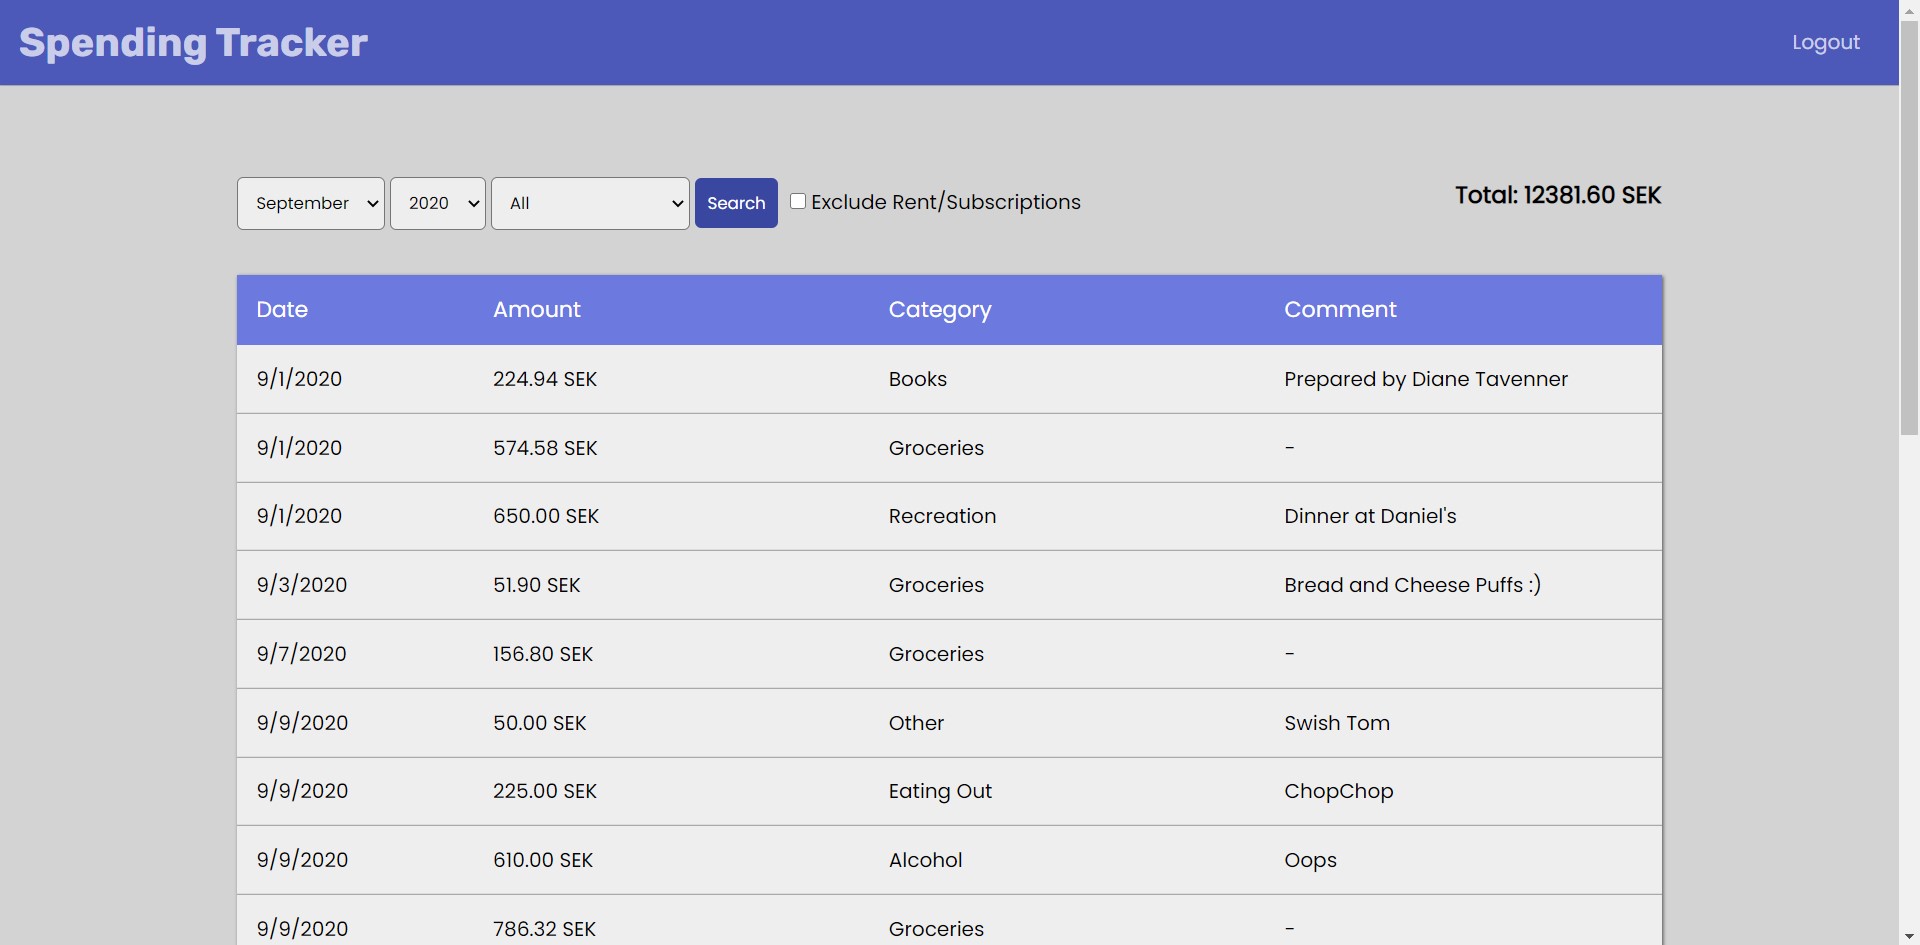 Spending Tracker Logout
September 2020 All Search Exclude Rent/Subscriptions Total: 12381.60 SEK
Date Amount Category Comment
9/1/2020 224.94 SEK Books Prepared by Diane Tavenner
9/1/2020 574.58 SEK Groceries -
9/1/2020 650.00 SEK Recreation Dinner at Daniel's
9/3/2020 51.90 SEK Groceries Bread and Cheese Puffs :)
9/7/2020 156.80 SEK Groceries -
9/9/2020 50.00 SEK Other Swish Tom
9/9/2020 225.00 SEK Eating Out ChopChop
9/9/2020 610.00 SEK Alcohol Oops
9/9/2020 786.32 SEK Groceries -